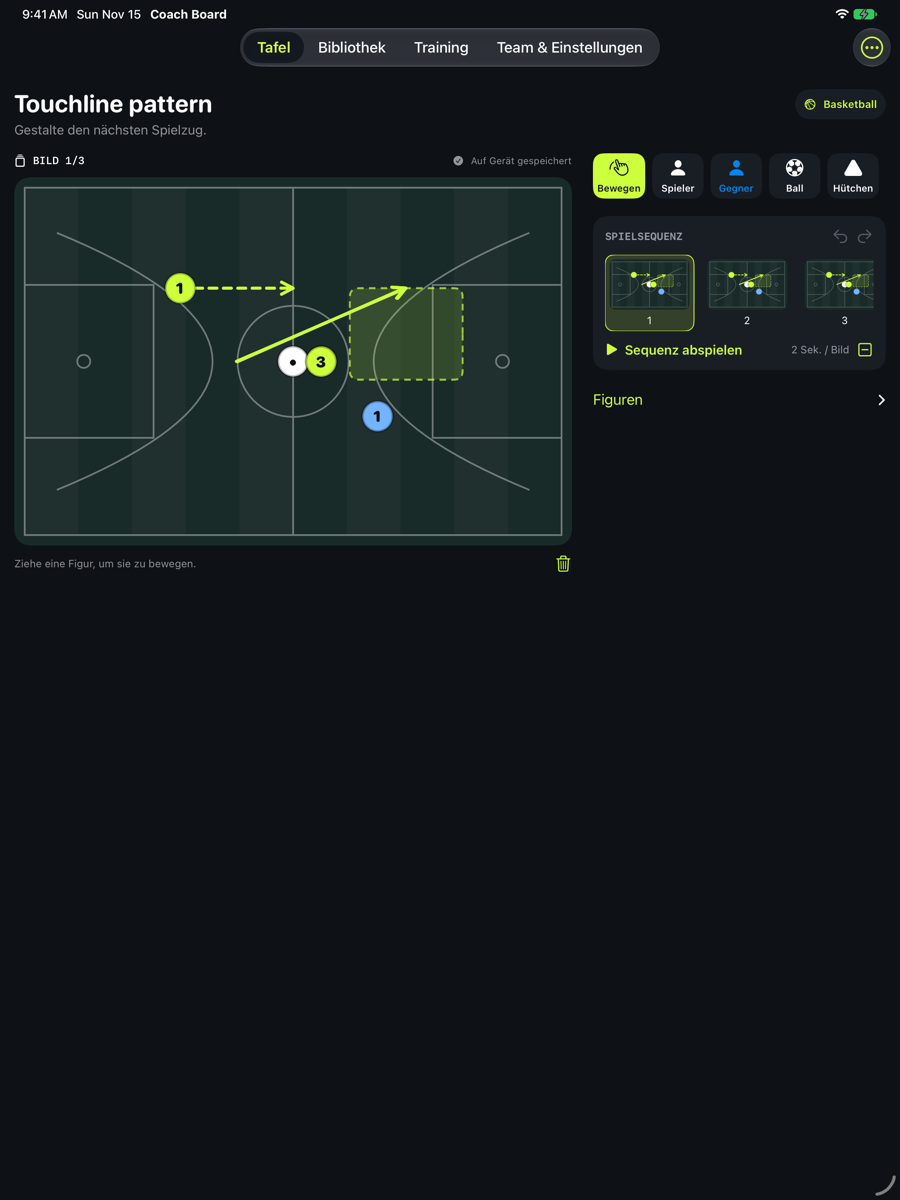 9:41 AM Sun Nov 15 Coach Board
Tafel Bibliothek Training Team & Einstellungen
Touchline pattern
Basketball
Gestalte den nächsten Spielzug.
BILD 1/3
Auf Gerät gespeichert
Bewegen Spieler Gegner Ball Hütchen
1
3
1
SPIELSEQUENZ
1 2 3
Sequenz abspielen
2 Sek. / Bild
Figuren
Ziehe eine Figur, um sie zu bewegen.